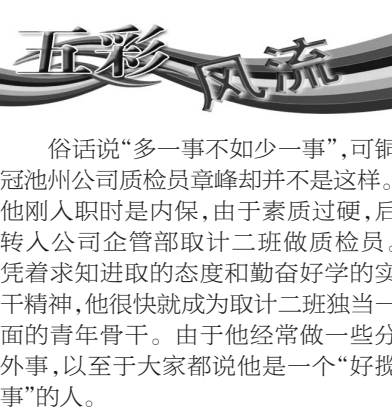 五彩风流
俗话说“多一事不如少一事”,可铜
冠池州公司质检员章峰却并不是这样。
他刚入职时是内保,由于素质过硬,后
转入公司企管部取计二班做质检员。
凭着求知进取的态度和勤奋好学的实
干精神,他很快就成为取计二班独当一
面的青年骨干。由于他经常做一些分
外事,以至于大家都说他是一个“好揽
事”的人。